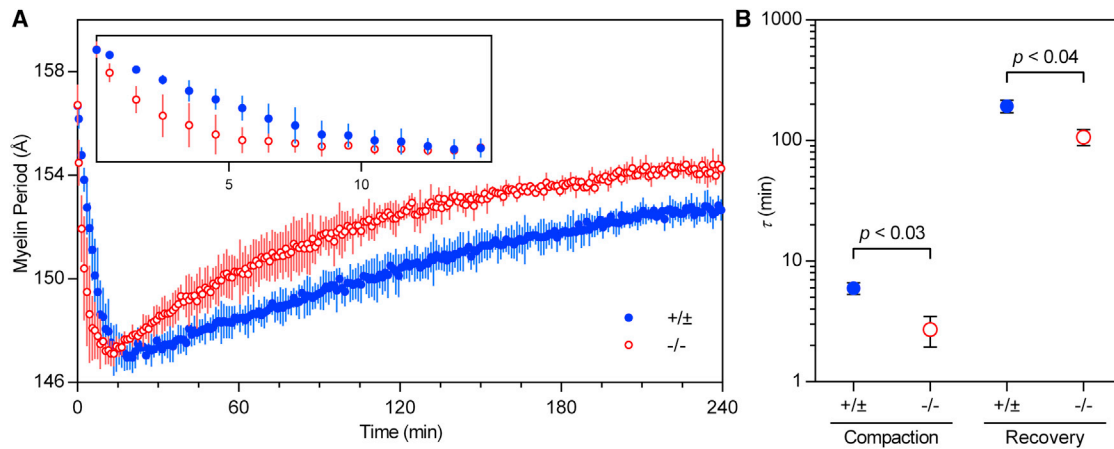 A
Myelin Period (Å)
158
154
150
146
5
10
+/±
-/-
0
60
120
180
240
Time (min)
B
τ (min)
1000
100
10
1
p < 0.04
p < 0.03
+/± -/- +/± -/-
Compaction Recovery